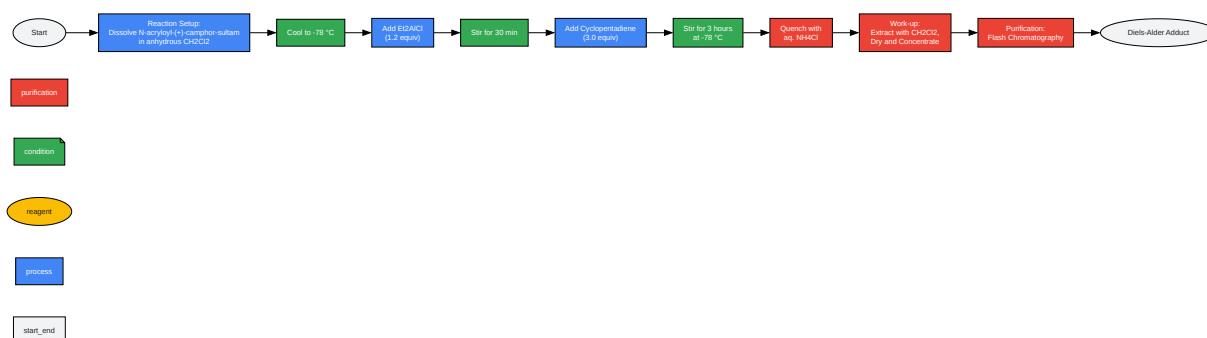 Start
Reaction Setup:
Dissolve N-acryloyl-(+)-camphor-sultam
in anhydrous CH2Cl2
Cool to -78 °C
Add Et2AlCl
(1.2 equiv)
Stir for 30 min
Add Cyclopentadiene
(3.0 equiv)
Stir for 3 hours
at -78 °C
Quench with
aq. NH4Cl
Work-up:
Extract with CH2Cl2,
Dry and Concentrate
Purification:
Flash Chromatography
Diels-Alder Adduct
purification
condition
reagent
process
start_end